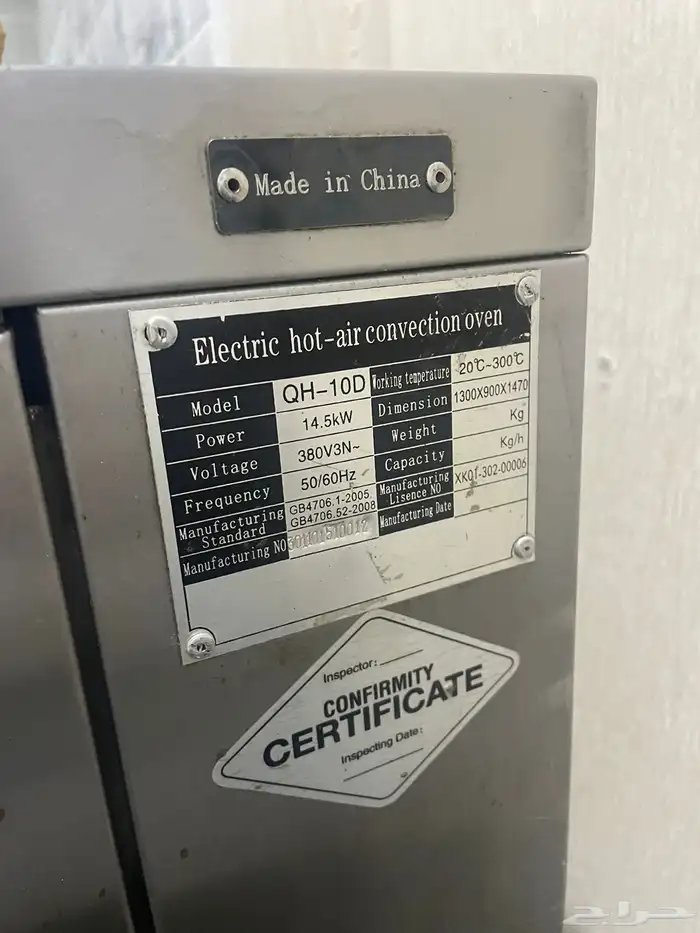 Made in China
Electric hot-air convection oven
Model QH-10D Working temperature 20℃-300℃
Power 14.5kW Dimension 1300X900X1470
Voltage 380V3N~ Weight Kg
Frequency 50/60Hz Capacity Kg/h
Manufacturing Standard GB4706.1-2005 GB4706.52-2008 Manufacturing Lisence NO XK01-302-00006
Manufacturing NO Manufacturing Date
Inspector:
CONFIRMITY
CERTIFICATE
Inspecting Date:
حراج